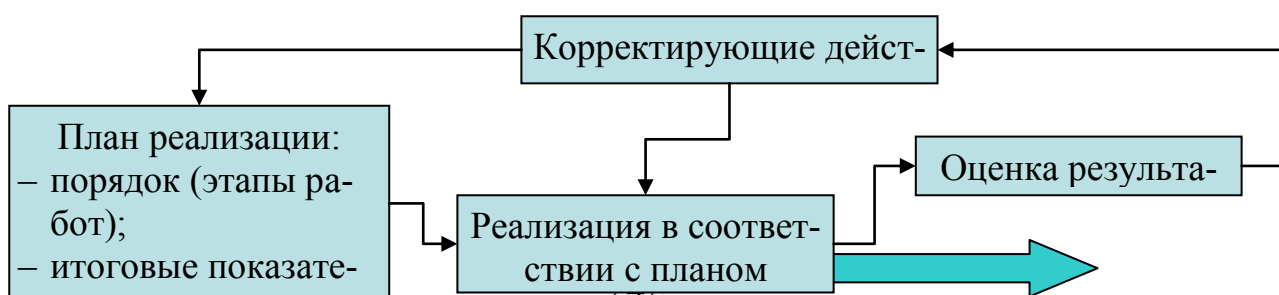 Корректирующие дейст-
План реализации:
– порядок (этапы ра-
бот);
– итоговые показате-
Реализация в соответ-
ствии с планом
Оценка результа-